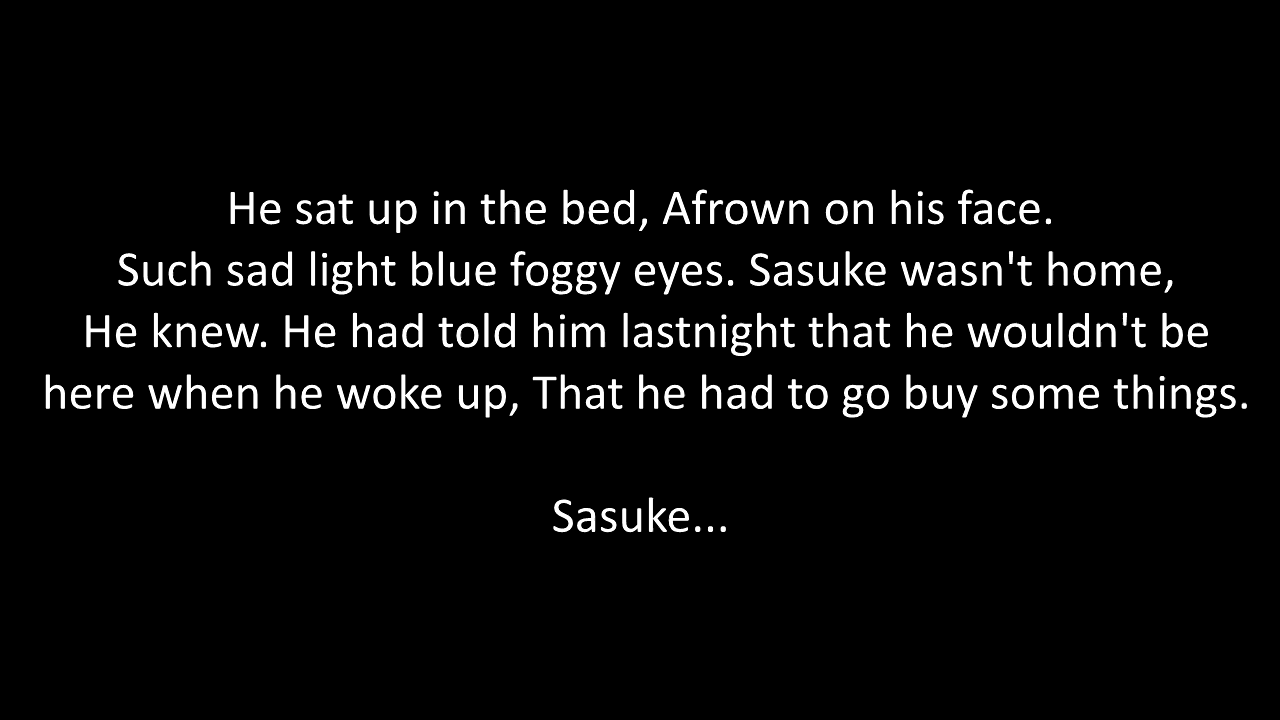 He sat up in the bed, Afrown on his face.
Such sad light blue foggy eyes. Sasuke wasn't home,
He knew. He had told him lastnight that he wouldn't be
here when he woke up, That he had to go buy some things.
Sasuke...